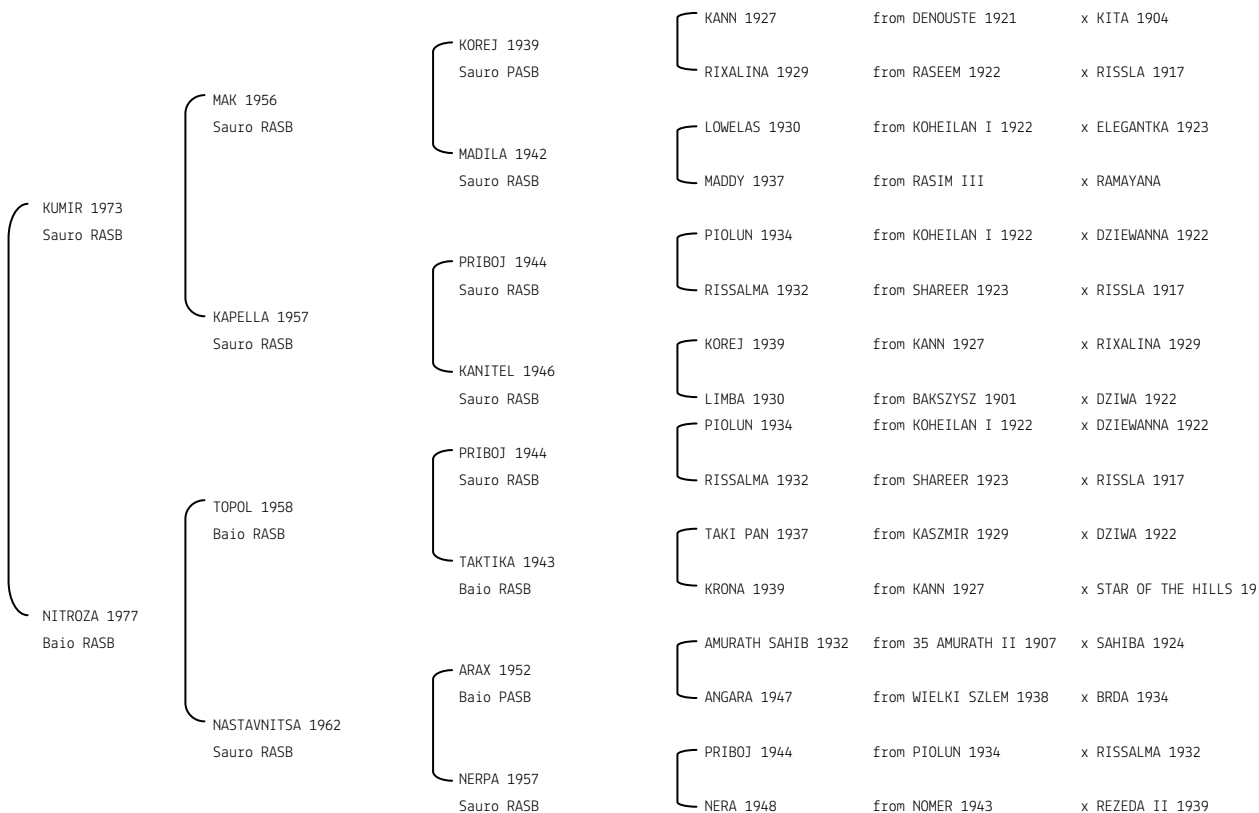 KANN 1927 from DENOUSTE 1921 x KITA 1904
KOREJ 1939
Sauro PASB
RIXALINA 1929 from RASEEM 1922 x RISSLA 1917
MAK 1956
Sauro RASB
LOWELAS 1930 from KOHEILAN I 1922 x ELEGANTKA 1923
MADILA 1942
Sauro RASB
MADDY 1937 from RASIM III x RAMAYANA
KUMIR 1973
Sauro RASB
PIOLUN 1934 from KOHEILAN I 1922 x DZIEWANNA 1922
PRIBOJ 1944
Sauro RASB
RISSALMA 1932 from SHAREER 1923 x RISSLA 1917
KAPELLA 1957
Sauro RASB
KOREJ 1939 from KANN 1927 x RIXALINA 1929
KANITEL 1946
Sauro RASB
LIMBA 1930 from BAKSZYSZ 1901 x DZIWA 1922
PIOLUN 1934 from KOHEILAN I 1922 x DZIEWANNA 1922
PRIBOJ 1944
Sauro RASB
RISSALMA 1932 from SHAREER 1923 x RISSLA 1917
TOPOL 1958
Baio RASB
TAKI PAN 1937 from KASZMIR 1929 x DZIWA 1922
TAKTIKA 1943
Baio RASB
KRONA 1939 from KANN 1927 x STAR OF THE HILLS 19
NITROZA 1977
Baio RASB
AMURATH SAHIB 1932 from 35 AMURATH II 1907 x SAHIBA 1924
ARAX 1952
Baio PASB
ANGARA 1947 from WIELKI SZLEM 1938 x BRDA 1934
NASTAVNITSA 1962
Sauro RASB
PRIBOJ 1944 from PIOLUN 1934 x RISSALMA 1932
NERPA 1957
Sauro RASB
NERA 1948 from NOMER 1943 x REZEDA II 1939